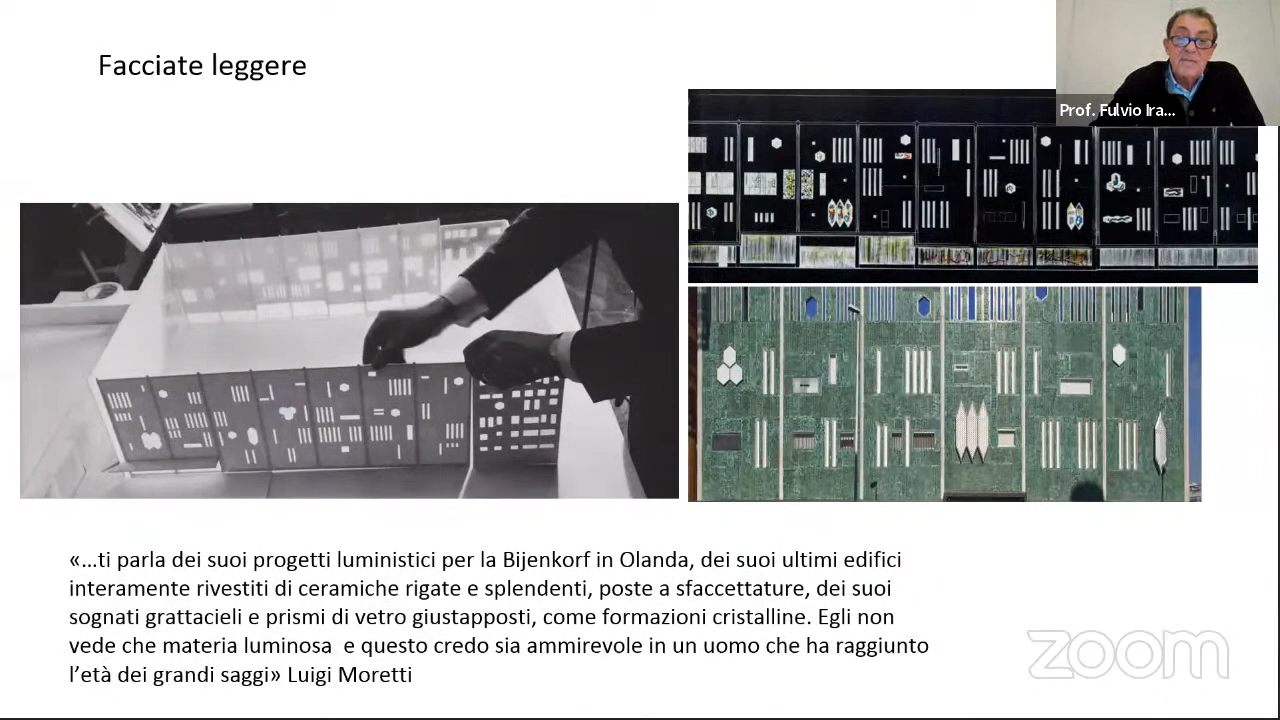 Facciate leggere
Prof. Fulvio Ira...
«...ti parla dei suoi progetti luministici per la Bijenkorf in Olanda, dei suoi ultimi edifici
interamente rivestiti di ceramiche rigate e splendenti, poste a sfaccettature, dei suoi
sognati grattacieli e prismi di vetro giustapposti, come formazioni cristalline. Egli non
vede che materia luminosa  e questo credo sia ammirevole in un uomo che ha raggiunto
l'età dei grandi saggi» Luigi Moretti
zoom